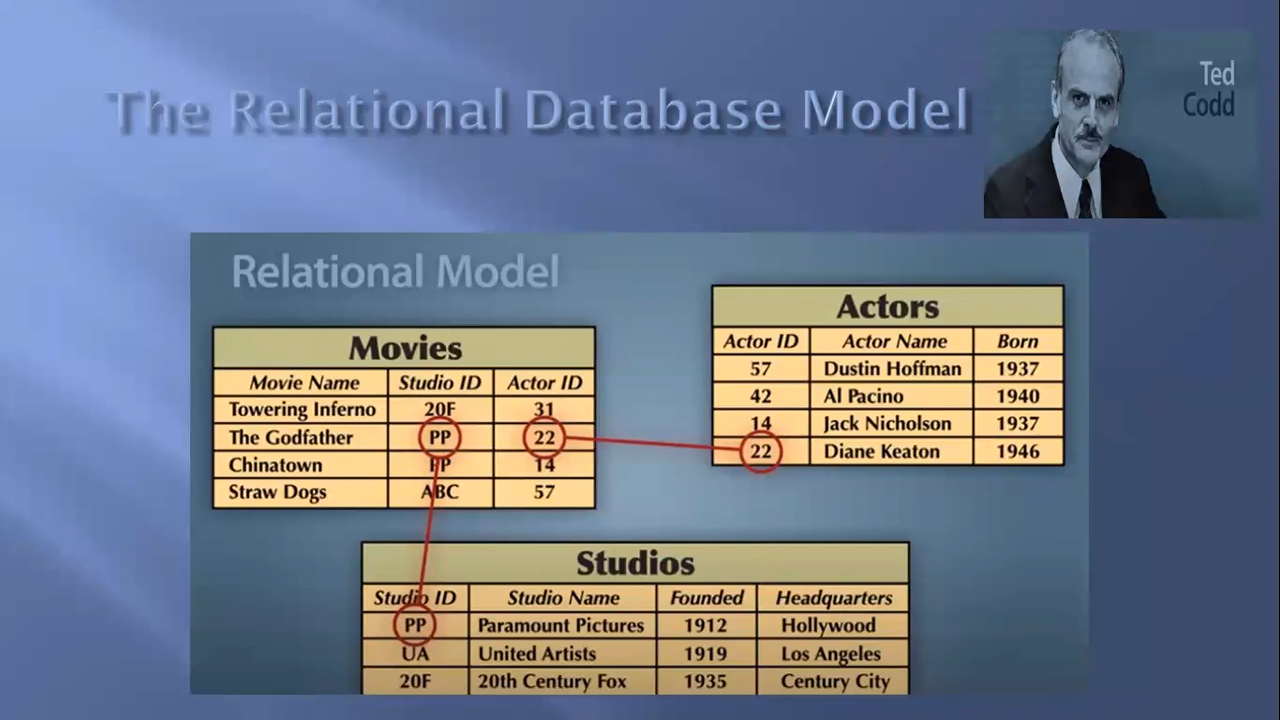 The Relational Database Model
Ted
Codd
Relational Model
Movies
Movie Name Studio ID Actor ID
Towering Inferno 20F 31
The Godfather PP 22
Chinatown PP 14
Straw Dogs ABC 57
Actors
Actor ID Actor Name Born
57 Dustin Hoffman 1937
42 Al Pacino 1940
14 Jack Nicholson 1937
22 Diane Keaton 1946
Studios
Studio ID Studio Name Founded Headquarters
PP Paramount Pictures 1912 Hollywood
UA United Artists 1919 Los Angeles
20F 20th Century Fox 1935 Century City